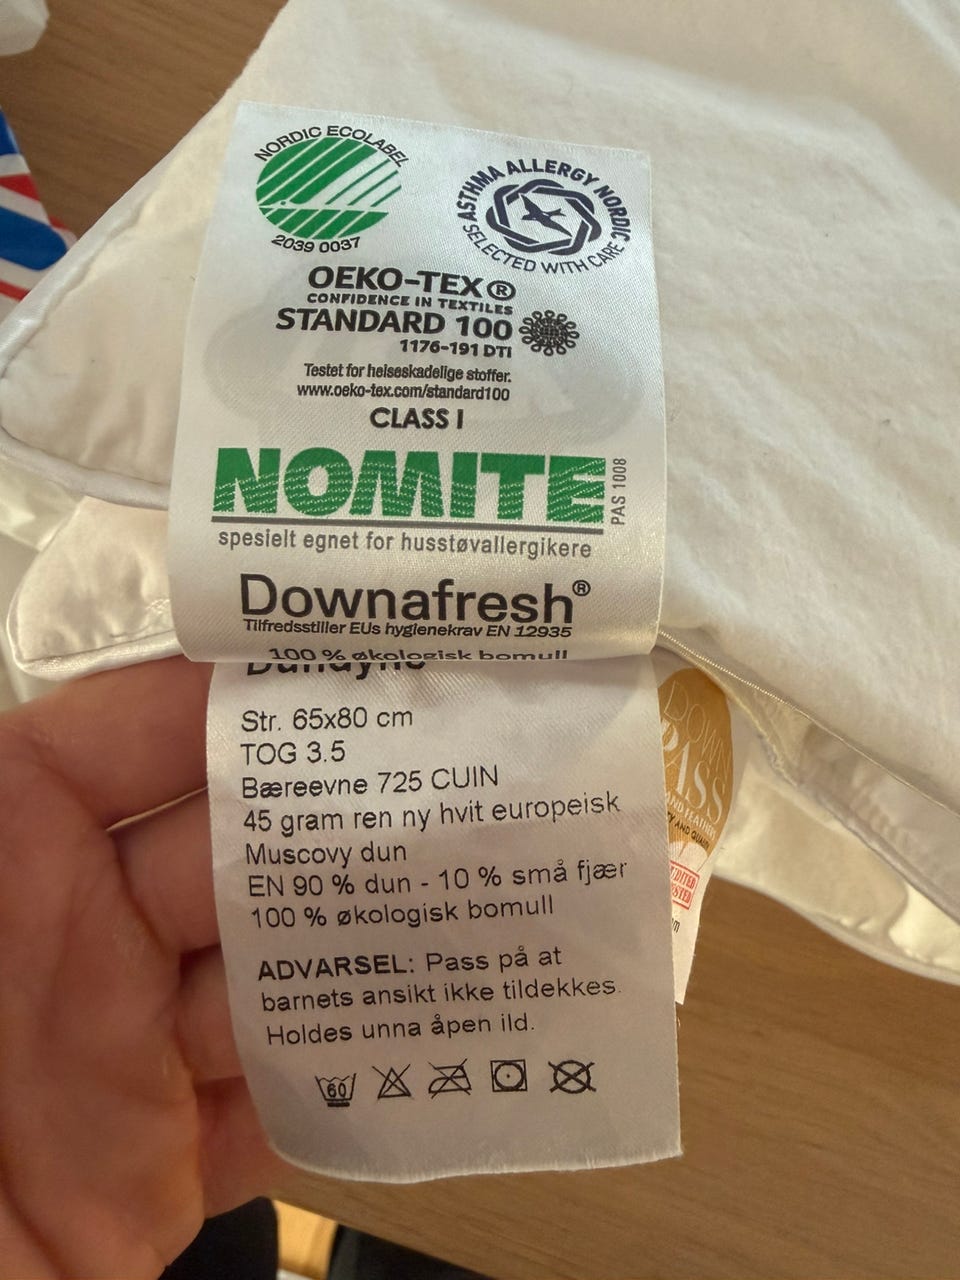 NORDIC ECOLABEL
2039 0037
ASTHMA ALLERGY NORDIC
SELECTED WITH CARE
OEKO-TEX®
CONFIDENCE IN TEXTILES
STANDARD 100
1176-191 DTI
Testet for helseskadelige stoffer.
www.oeko-tex.com/standard100
CLASS I
NOMITE
PAS 1008
spesielt egnet for husstøvallergikere
Downafresh®
Tilfredsstiller EUs hygienekrav EN 12935
100 % økologisk bomull
Dundyne
Str. 65x80 cm
TOG 3.5
Bæreevne 725 CUIN
45 gram ren ny hvit europeisk
Muscovy dun
EN 90 % dun - 10 % små fjær
100 % økologisk bomull
ADVARSEL: Pass på at
barnets ansikt ikke tildekkes.
Holdes unna åpen ild.
60
DOWN
PASS